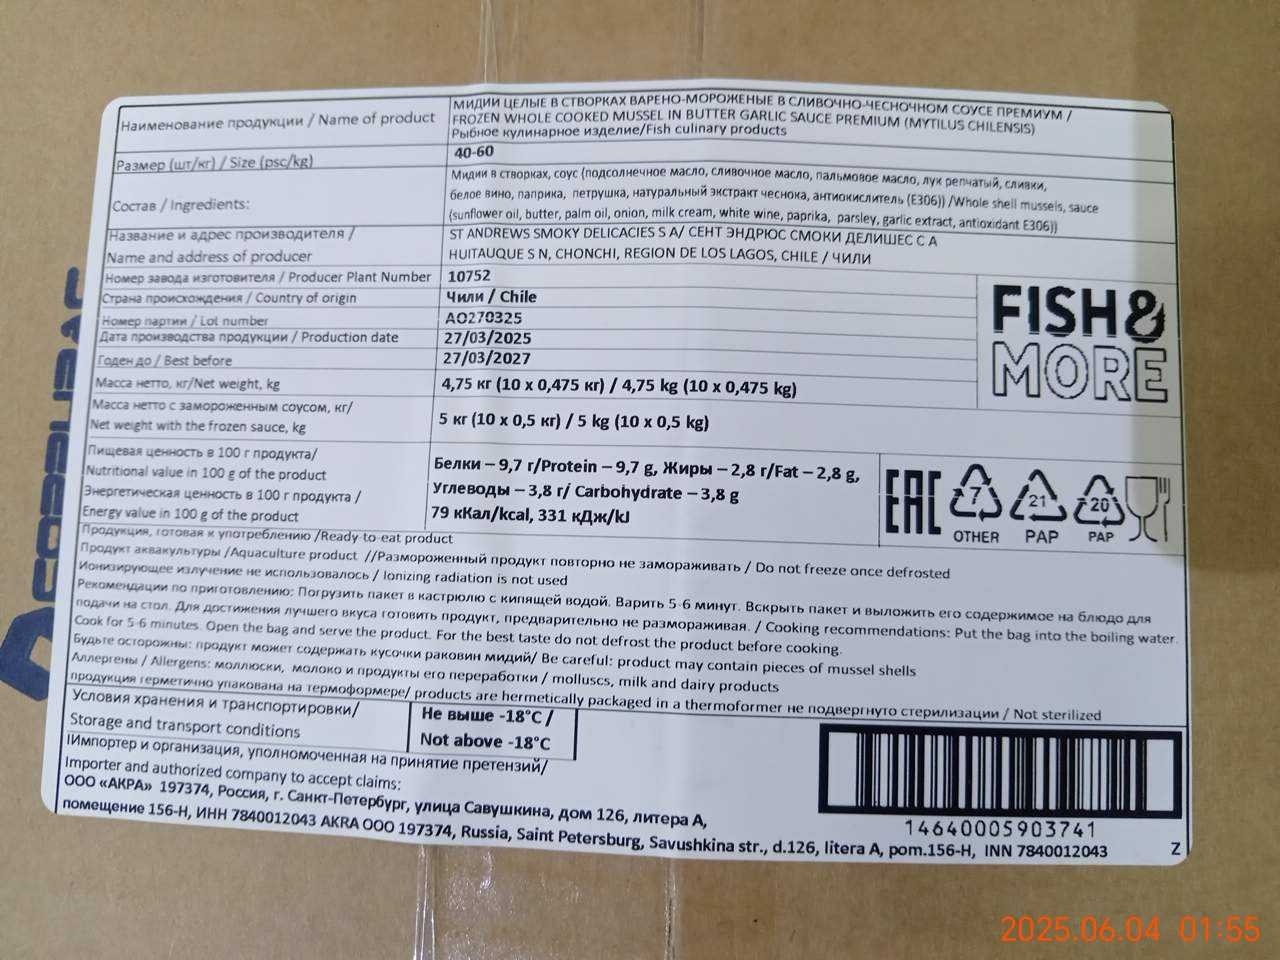 Наименование продукции / Name of product
МИДИИ ЦЕЛЫЕ В СТВОРКАХ ВАРЕНО-МОРОЖЕНЫЕ В СЛИВОЧНО-ЧЕСНОЧНОМ СОУСЕ ПРЕМИУМ /
FROZEN WHOLE COOKED MUSSEL IN BUTTER GARLIC SAUCE PREMIUM (MYTILUS CHILENSIS)
Рыбное кулинарное изделие/Fish culinary products
Размер (шт/кг) / Size (psc/kg)
40-60
Состав / Ingredients:
Мидии в створках, соус (подсолнечное масло, сливочное масло, пальмовое масло, лук репчатый, сливки,
белое вино, паприка, петрушка, натуральный экстракт чеснока, антиокислитель (E306)) /Whole shell mussels, sauce
(sunflower oil, butter, palm oil, onion, milk cream, white wine, paprika, parsley, garlic extract, antioxidant E306))
Название и адрес производителя /
Name and address of producer
ST ANDREWS SMOKY DELICACIES S A/ СЕНТ ЭНДРЮС СМОКИ ДЕЛИШЕС С А
HUITAUQUE S N, CHONCHI, REGION DE LOS LAGOS, CHILE / ЧИЛИ
Номер завода изготовителя / Producer Plant Number
10752
Страна происхождения / Country of origin
Чили / Chile
Номер партии / Lot number
AO270325
Дата производства продукции / Production date
27/03/2025
Годен до / Best before
27/03/2027
FISH&
MORE
Масса нетто, кг/Net weight, kg
4,75 кг (10 x 0,475 кг) / 4,75 kg (10 x 0,475 kg)
Масса нетто с замороженным соусом, кг/
Net weight with the frozen sauce, kg
5 кг (10 x 0,5 кг) / 5 kg (10 x 0,5 kg)
Пищевая ценность в 100 г продукта/
Nutritional value in 100 g of the product
Энергетическая ценность в 100 г продукта /
Energy value in 100 g of the product
Белки – 9,7 г/Protein – 9,7 g, Жиры – 2,8 г/Fat – 2,8 g,
Углеводы – 3,8 г/ Carbohydrate – 3,8 g
79 кКал/kcal, 331 кДж/kJ
EAC
7
OTHER
21
PAP
20
PAP
Продукция, готовая к употреблению /Ready-to-eat product
Продукт аквакультуры /Aquaculture product //Размороженный продукт повторно не замораживать / Do not freeze once defrosted
Ионизирующее излучение не использовалось / Ionizing radiation is not used
Рекомендации по приготовлению: Погрузить пакет в кастрюлю с кипящей водой. Варить 5-6 минут. Вскрыть пакет и выложить его содержимое на блюдо для
подачи на стол. Для достижения лучшего вкуса готовить продукт, предварительно не размораживая. / Cooking recommendations: Put the bag into the boiling water.
Cook for 5-6 minutes. Open the bag and serve the product. For the best taste do not defrost the product before cooking.
Будьте осторожны: продукт может содержать кусочки раковин мидий/ Be careful: product may contain pieces of mussel shells
Аллергены / Allergens: моллюски, молоко и продукты его переработки / molluscs, milk and dairy products
продукция герметично упакована на термоформере/ products are hermetically packaged in a thermoformer не подвергнуто стерилизации / Not sterilized
Условия хранения и транспортировки/
Storage and transport conditions
Не выше -18°C /
Not above -18°C
Импортер и организация, уполномоченная на принятие претензий/
Importer and authorized company to accept claims:
ООО «АКРА» 197374, Россия, г. Санкт-Петербург, улица Савушкина, дом 126, литера А,
помещение 156-Н, ИНН 7840012043 AKRA OOO 197374, Russia, Saint Petersburg, Savushkina str., d.126, litera A, pom.156-H, INN 7840012043
14640005903741
Z
2025.06.04 01:55